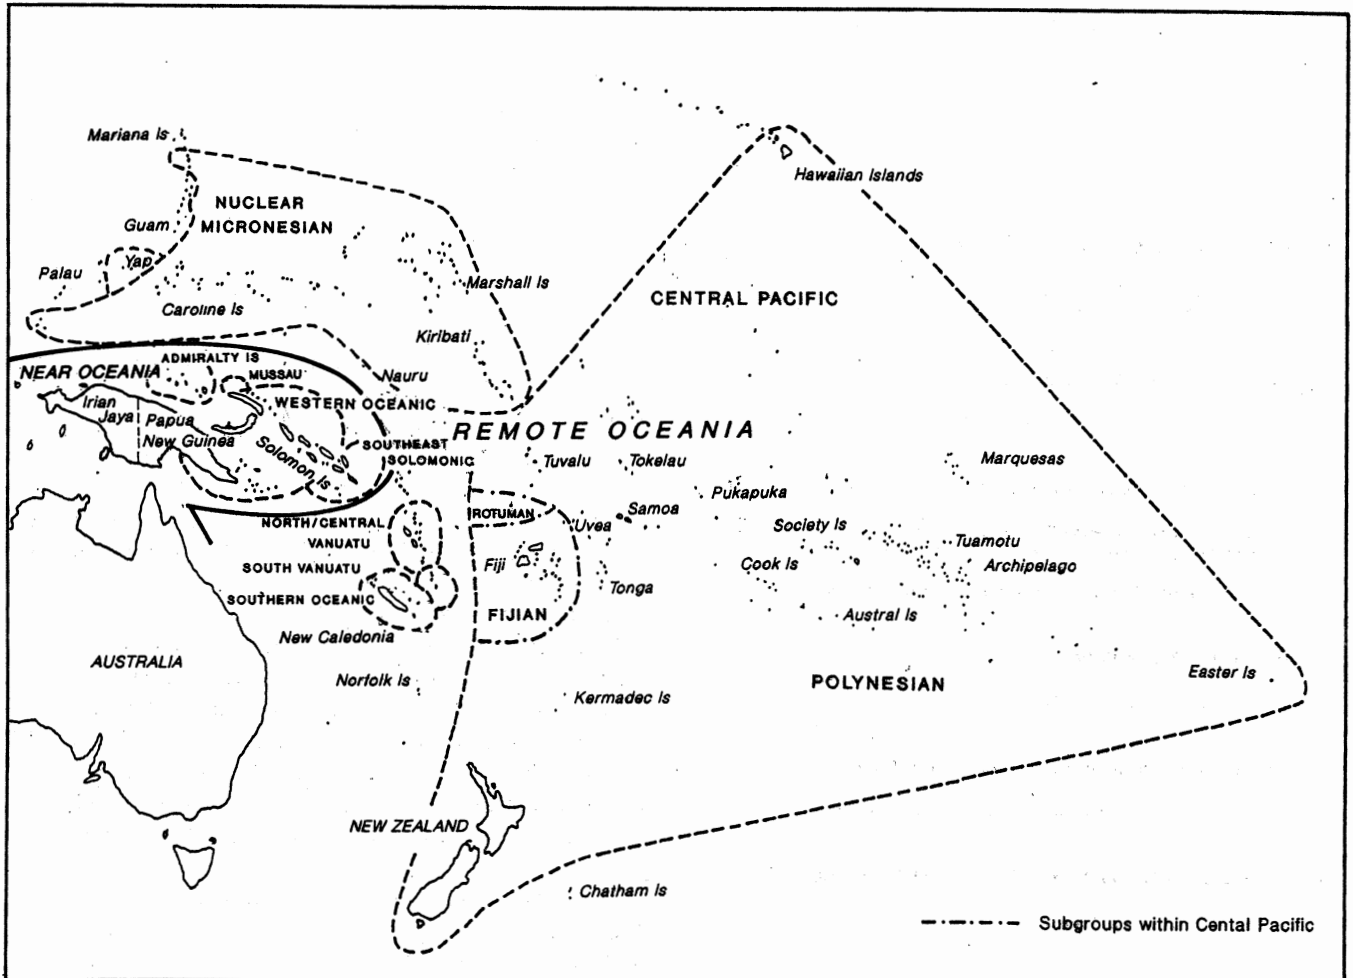 Mariana Is
Hawaiian Islands
NUCLEAR
MICRONESIAN
Guam
Yap
Palau
Marshall Is
Caroline Is
CENTRAL PACIFIC
Kiribati
ADMIRALTY IS
NEAR OCEANIA
MUSSAU
Nauru
Irian
Jaya
WESTERN OCEANIC
Papua
New Guinea
REMOTE OCEANIA
Solomon Is
SOUTHEAST
SOLOMONIC
Tuvalu
Tokelau
Marquesas
Pukapuka
ROTUMAN
Samoa
Uvea
NORTH/CENTRAL
VANUATU
Society Is
Tuamotu
Archipelago
SOUTH VANUATU
Fiji
Cook Is
Tonga
SOUTHERN OCEANIC
FIJIAN
Austral Is
New Caledonia
AUSTRALIA
Norfolk Is
Kermadec Is
POLYNESIAN
Easter Is
NEW ZEALAND
Chatham Is
Subgroups within Cental Pacific